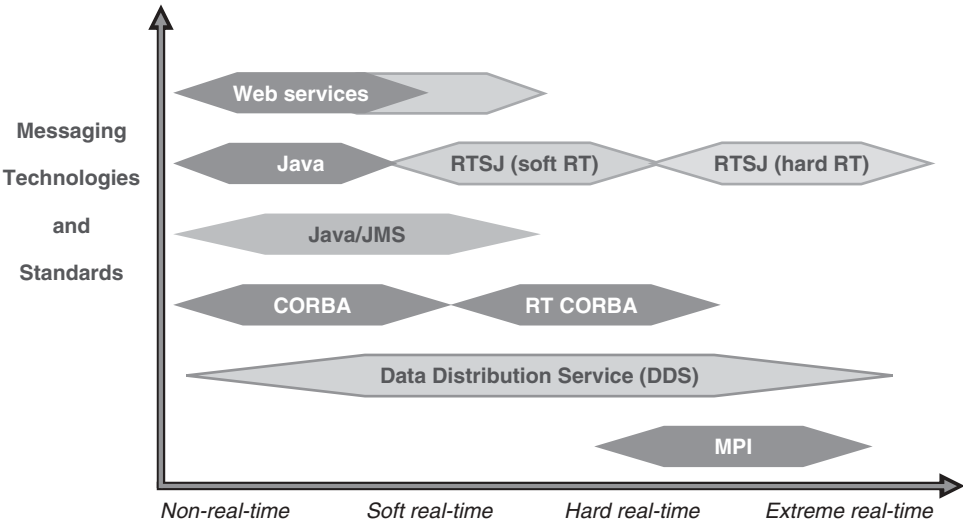 Messaging
Technologies
and
Standards
Web services
Java
RTSJ (soft RT)
RTSJ (hard RT)
Java/JMS
CORBA
RT CORBA
Data Distribution Service (DDS)
MPI
Non-real-time
Soft real-time
Hard real-time
Extreme real-time